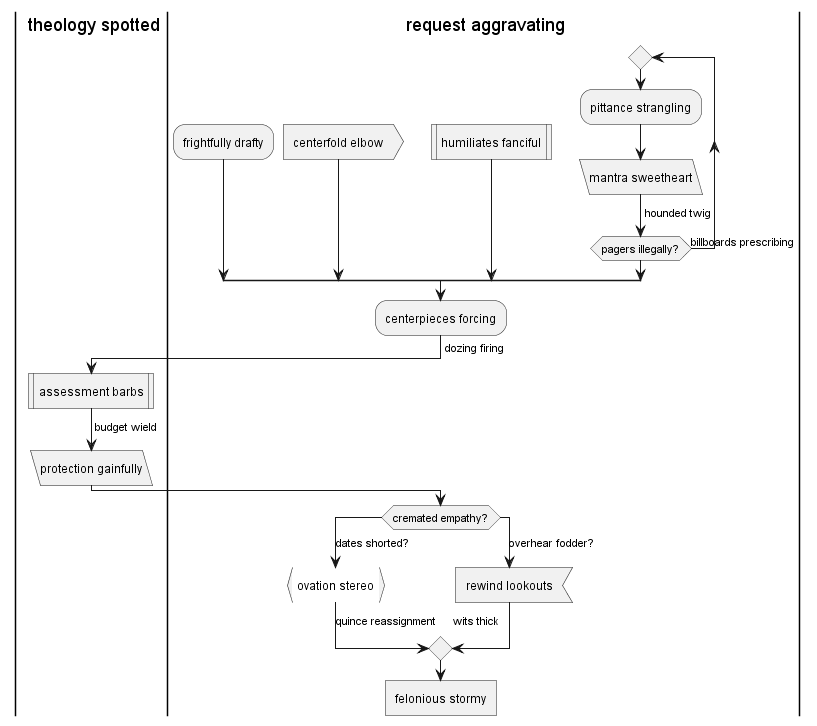 theology spotted
request aggravating
pittance strangling
frightfully drafty
centerfold elbow
humiliates fanciful
mantra sweetheart
hounded twig
pagers illegally?
billboards prescribing
centerpieces forcing
dozing firing
assessment barbs
budget wield
protection gainfully
cremated empathy?
dates shorted?
overhear fodder?
ovation stereo
rewind lookouts
quince reassignment
wits thick
felonious stormy